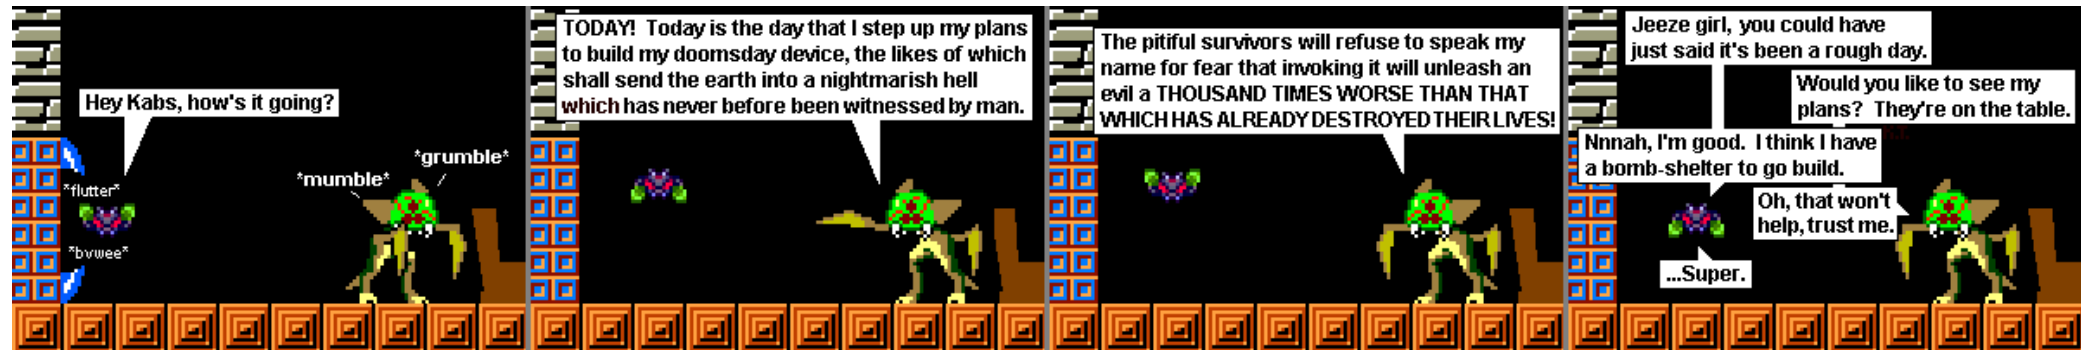 Hey Kabs, how's it going?
*flutter*
*bvwee*
*mumble*
*grumble*
TODAY!  Today is the day that I step up my plans
to build my doomsday device, the likes of which
shall send the earth into a nightmarish hell
which has never before been witnessed by man.
The pitiful survivors will refuse to speak my
name for fear that invoking it will unleash an
evil a THOUSAND TIMES WORSE THAN THAT
WHICH HAS ALREADY DESTROYED THEIR LIVES!
Jeeze girl, you could have
just said it's been a rough day.
Would you like to see my
plans?  They're on the table.
Nnnah, I'm good.  I think I have
a bomb-shelter to go build.
Oh, that won't
help, trust me.
...Super.